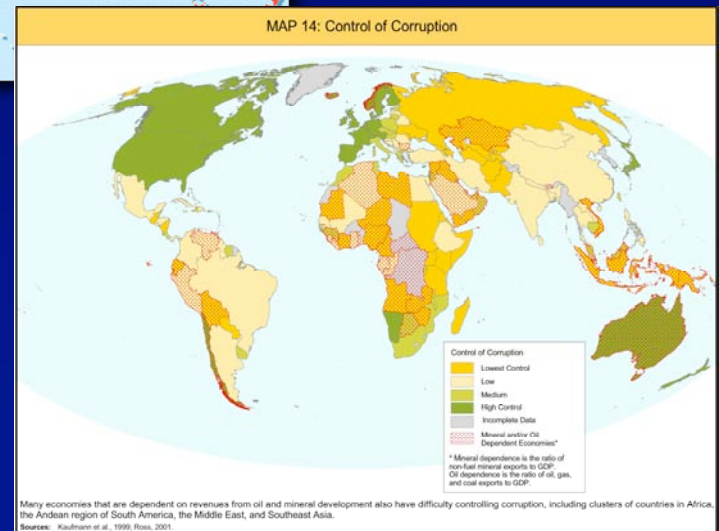 MAP 14: Control of Corruption
Control of Corruption
Lowest Control
Low
Medium
High Control
Incomplete Data
Mineral and/or Oil
Dependent Economies*
* Mineral dependence is the ratio of
non-fuel mineral exports to GDP.
Oil dependence is the ratio of oil, gas,
and coal exports to GDP.
Many economies that are dependent on revenues from oil and mineral development also have difficulty controlling corruption, including clusters of countries in Africa,
the Andean region of South America, the Middle East, and Southeast Asia.
Sources: Kaufmann et al., 1999; Ross, 2001.